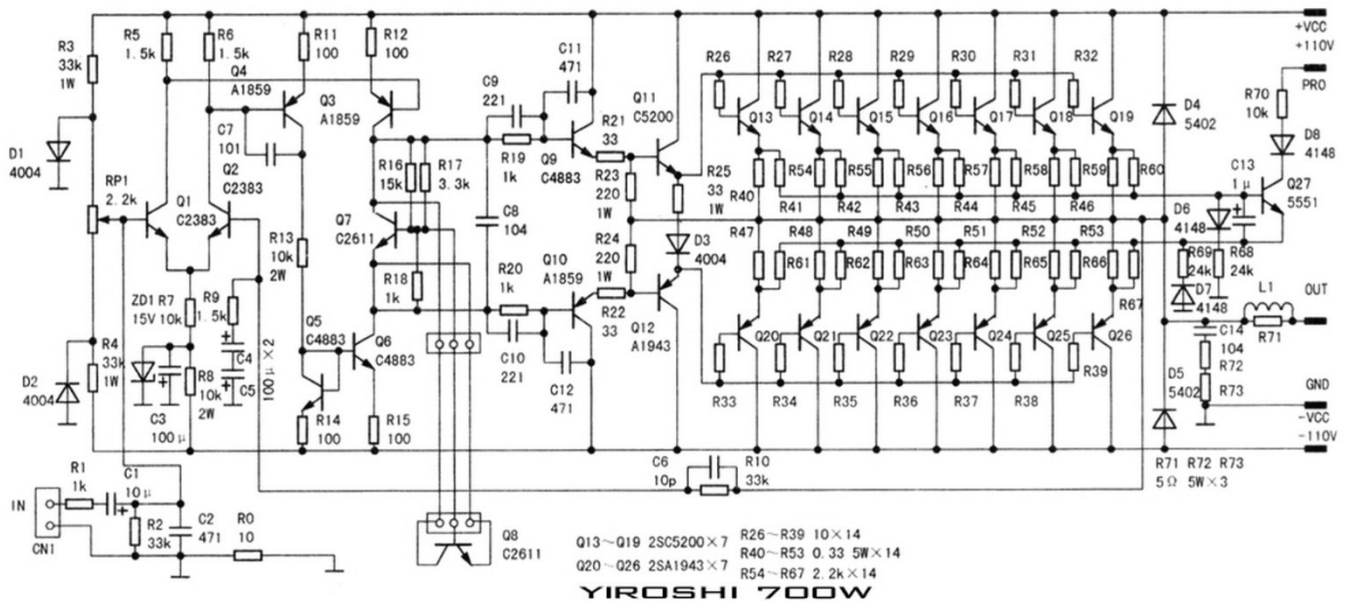 R3
33k
1W
R5
1.5k
R6
1.5k
Q4
A1859
R11
100
R12
100
C11
471
C9
221
Q11
C5200
R26
R27
R28
R29
R30
R31
R32
+VCC
+110V
PRO
R70
10k
D8
4148
D4
5402
Q3
A1859
C7
101
Q2
C2383
D1
4004
RP1
2.2k
Q1
C2383
R16
15k
R17
3.3k
R19
1k
Q9
C4883
R21
33
R23
220
1W
R25
33
1W
Q13
Q14
Q15
Q16
Q17
Q18
Q19
R54
R55
R56
R57
R58
R59
R60
R40
R41
R42
R43
R44
R45
R46
C13
1μ
Q27
5551
D6
4148
Q7
C2611
C8
104
R13
10k
2W
R24
220
1W
D3
4004
R47
R48
R49
R50
R51
R52
R53
R61
R62
R63
R64
R65
R66
R67
R69
24k
R68
24k
D7
4148
L1
OUT
R71
ZD1
15V
R7
10k
R9
1.5k
R18
1k
R20
1k
Q10
A1859
R22
33
Q12
A1943
Q5
C4883
Q6
C4883
Q20
Q21
Q22
Q23
Q24
Q25
Q26
C14
104
R72
R73
R4
33k
1W
D2
4004
C3
100μ
R8
10k
2W
C4
C5
100μ×2
C10
221
C12
471
R33
R34
R35
R36
R37
R38
R39
D5
5402
GND
-VCC
-110V
R14
100
R15
100
C6
10p
R10
33k
R71 R72 R73
5Ω 5W×3
IN
CN1
R1
1k
C1
10μ
R2
33k
C2
471
R0
10
Q8
C2611
Q13~Q19 2SC5200×7
Q20~Q26 2SA1943×7
R26~R39 10×14
R40~R53 0.33 5W×14
R54~R67 2.2k×14
YIROSHI 700W